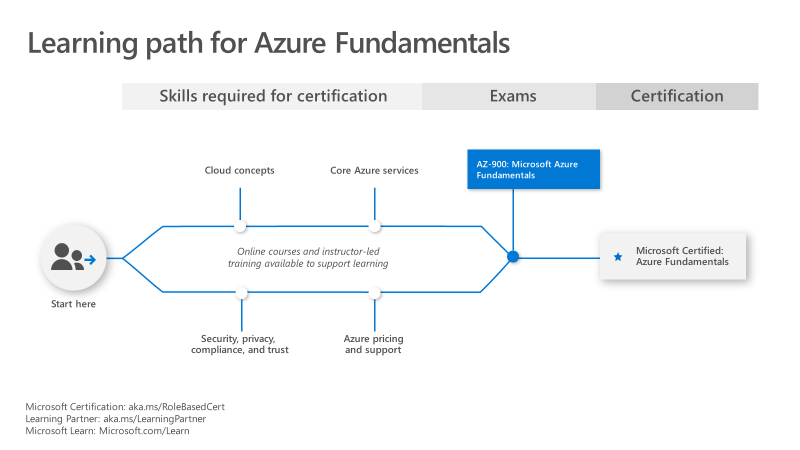 Learning path for Azure Fundamentals
Skills required for certification
Exams
Certification
Cloud concepts
Core Azure services
AZ-900: Microsoft Azure
Fundamentals
Online courses and instructor-led
training available to support learning
Microsoft Certified:
Azure Fundamentals
Start here
Security, privacy,
compliance, and trust
Azure pricing
and support
Microsoft Certification: aka.ms/RoleBasedCert
Learning Partner: aka.ms/LearningPartner
Microsoft Learn: Microsoft.com/Learn